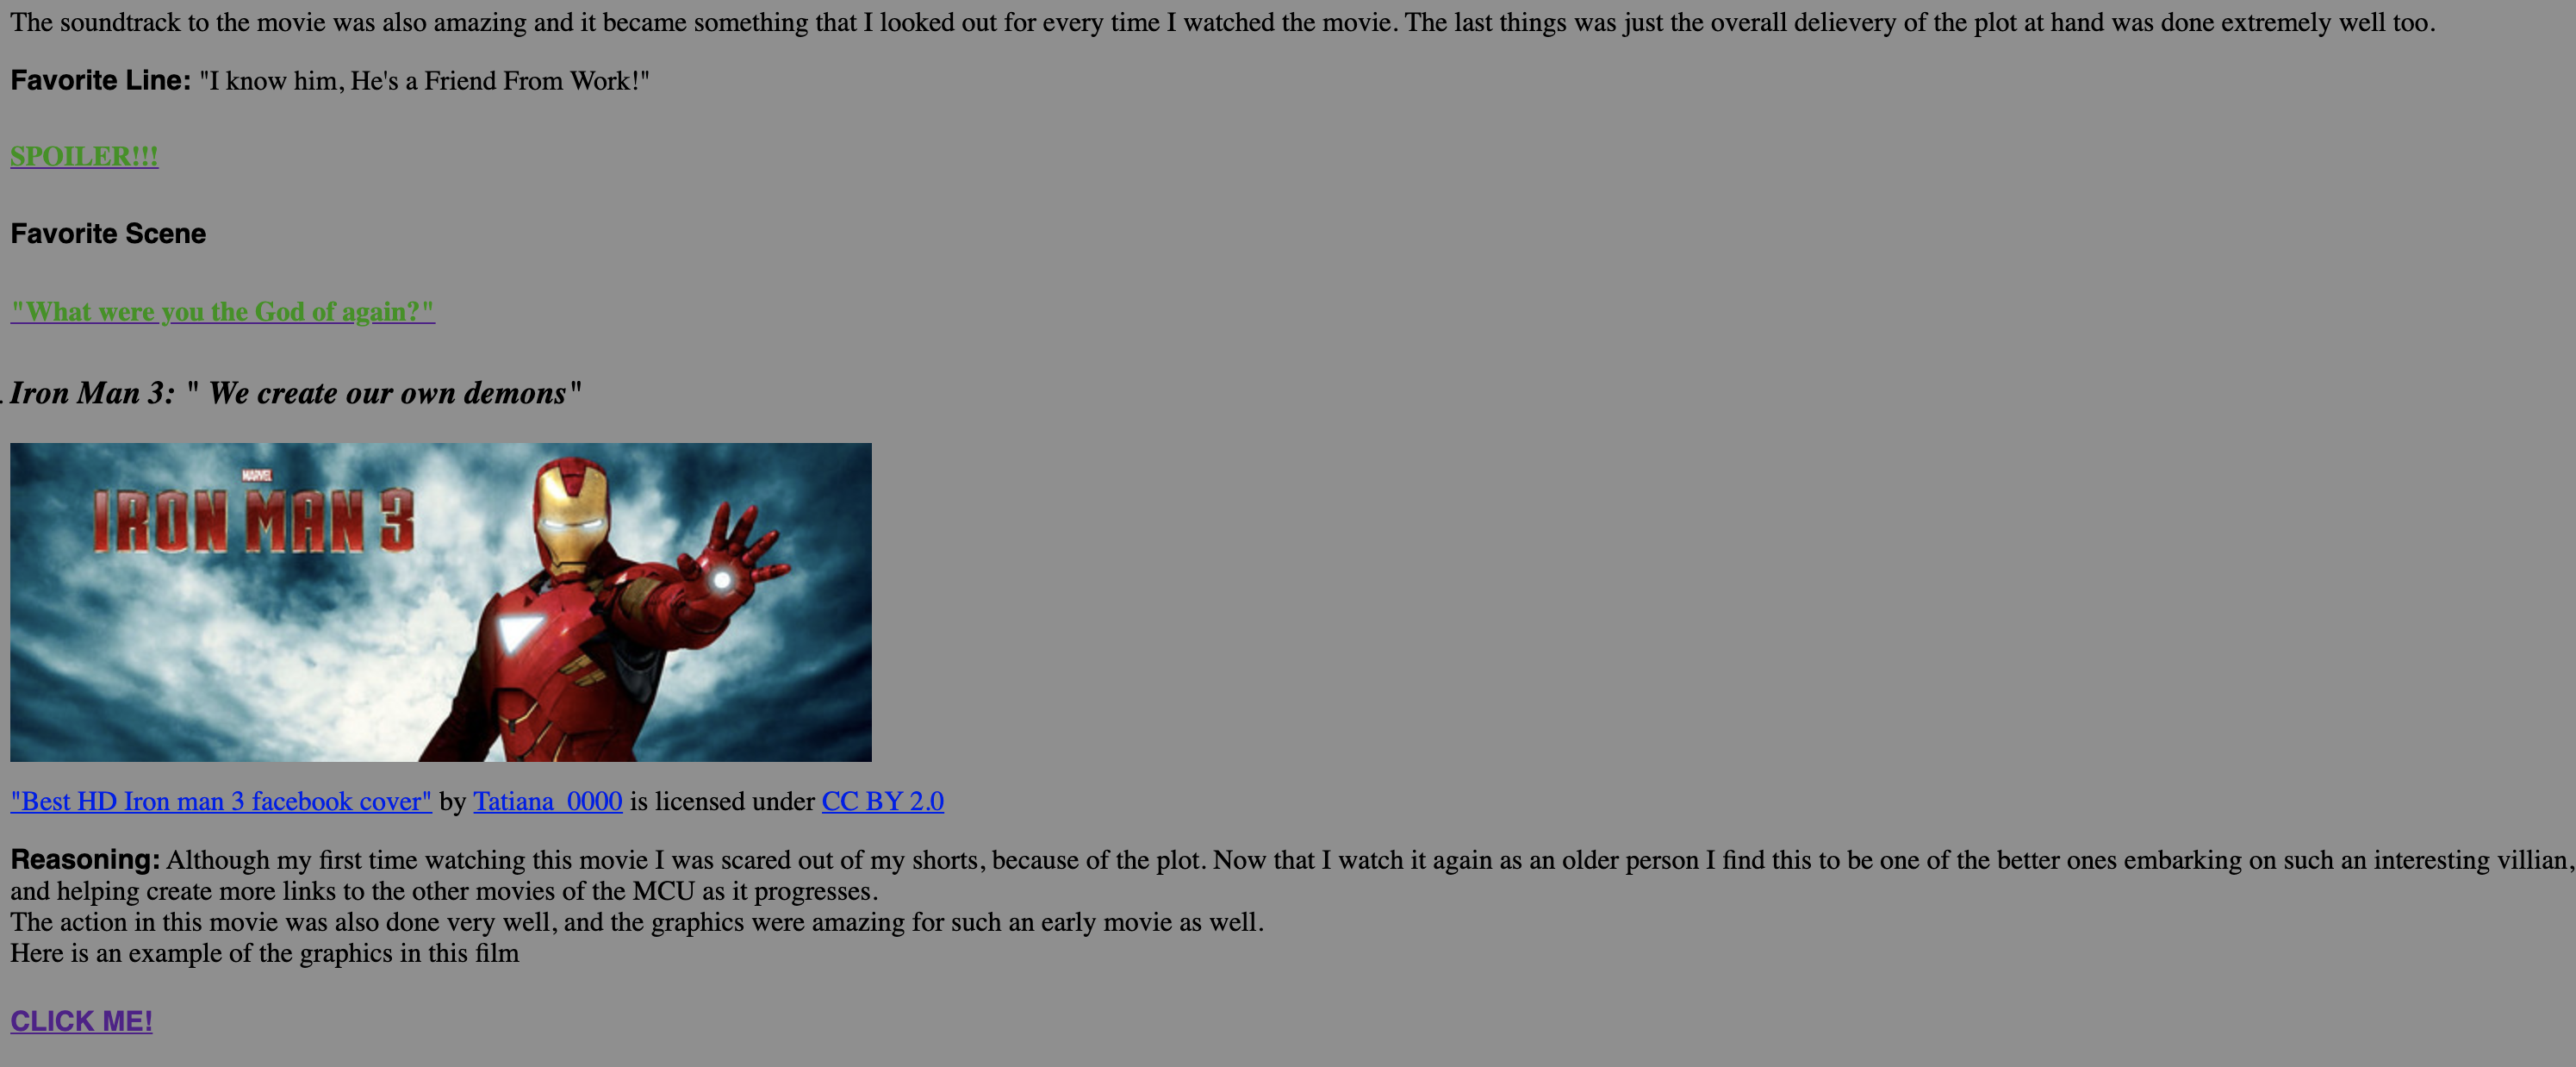 The soundtrack to the movie was also amazing and it became something that I looked out for every time I watched the movie. The last things was just the overall delievery of the plot at hand was done extremely well too.
Favorite Line: "I know him, He's a Friend From Work!"
SPOILER!!!
Favorite Scene
"What were you the God of again?"
Iron Man 3: " We create our own demons"
MARVEL
IRON MAN 3
"Best HD Iron man 3 facebook cover" by Tatiana_0000 is licensed under CC BY 2.0
Reasoning: Although my first time watching this movie I was scared out of my shorts, because of the plot. Now that I watch it again as an older person I find this to be one of the better ones embarking on such an interesting villian,
and helping create more links to the other movies of the MCU as it progresses.
The action in this movie was also done very well, and the graphics were amazing for such an early movie as well.
Here is an example of the graphics in this film
CLICK ME!